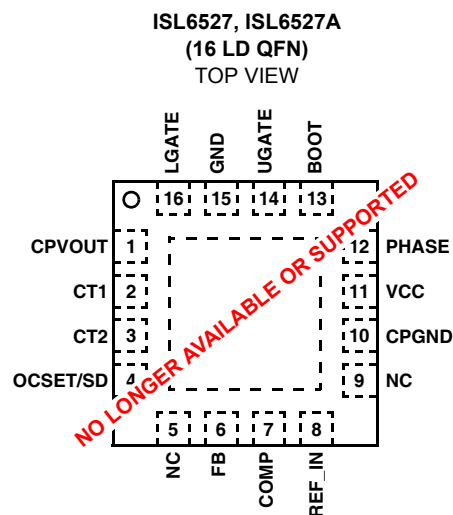 ISL6527, ISL6527A
(16 LD QFN)
TOP VIEW
LGATE
GND
UGATE
BOOT
16
15
14
13
CPVOUT
1
12
PHASE
CT1
2
11
VCC
CT2
3
10
CPGND
OCSET/SD
4
9
NC
NO LONGER AVAILABLE OR SUPPORTED
5
6
7
8
NC
FB
COMP
REF_IN